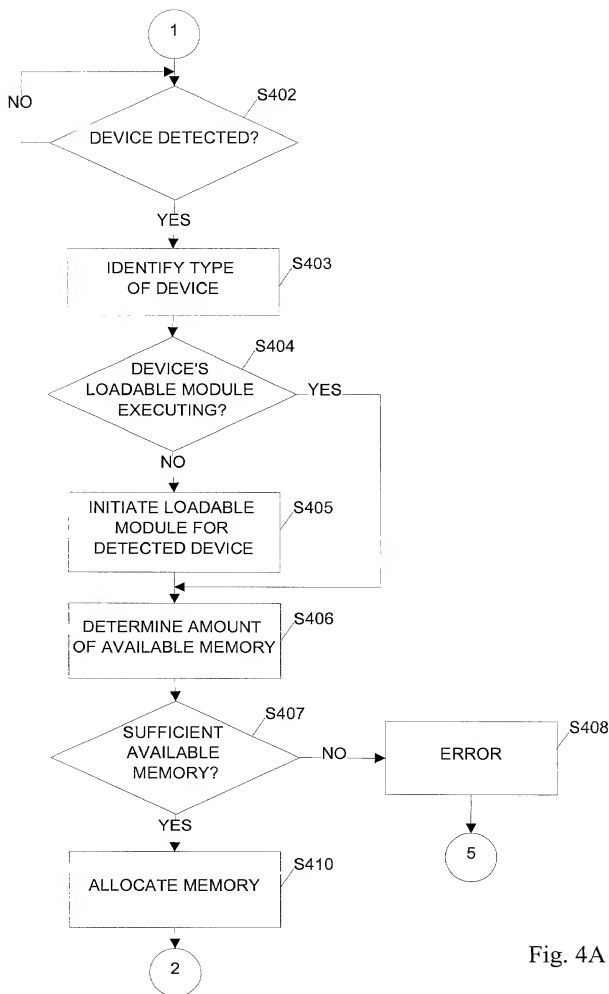 1
NO
S402
DEVICE DETECTED?
YES
S403
IDENTIFY TYPE
OF DEVICE
S404
DEVICE'S
LOADABLE MODULE
EXECUTING?
YES
NO
S405
INITIATE LOADABLE
MODULE FOR
DETECTED DEVICE
S406
DETERMINE AMOUNT
OF AVAILABLE MEMORY
S407
SUFFICIENT
AVAILABLE
MEMORY?
NO
S408
ERROR
YES
5
S410
ALLOCATE MEMORY
2
Fig. 4A